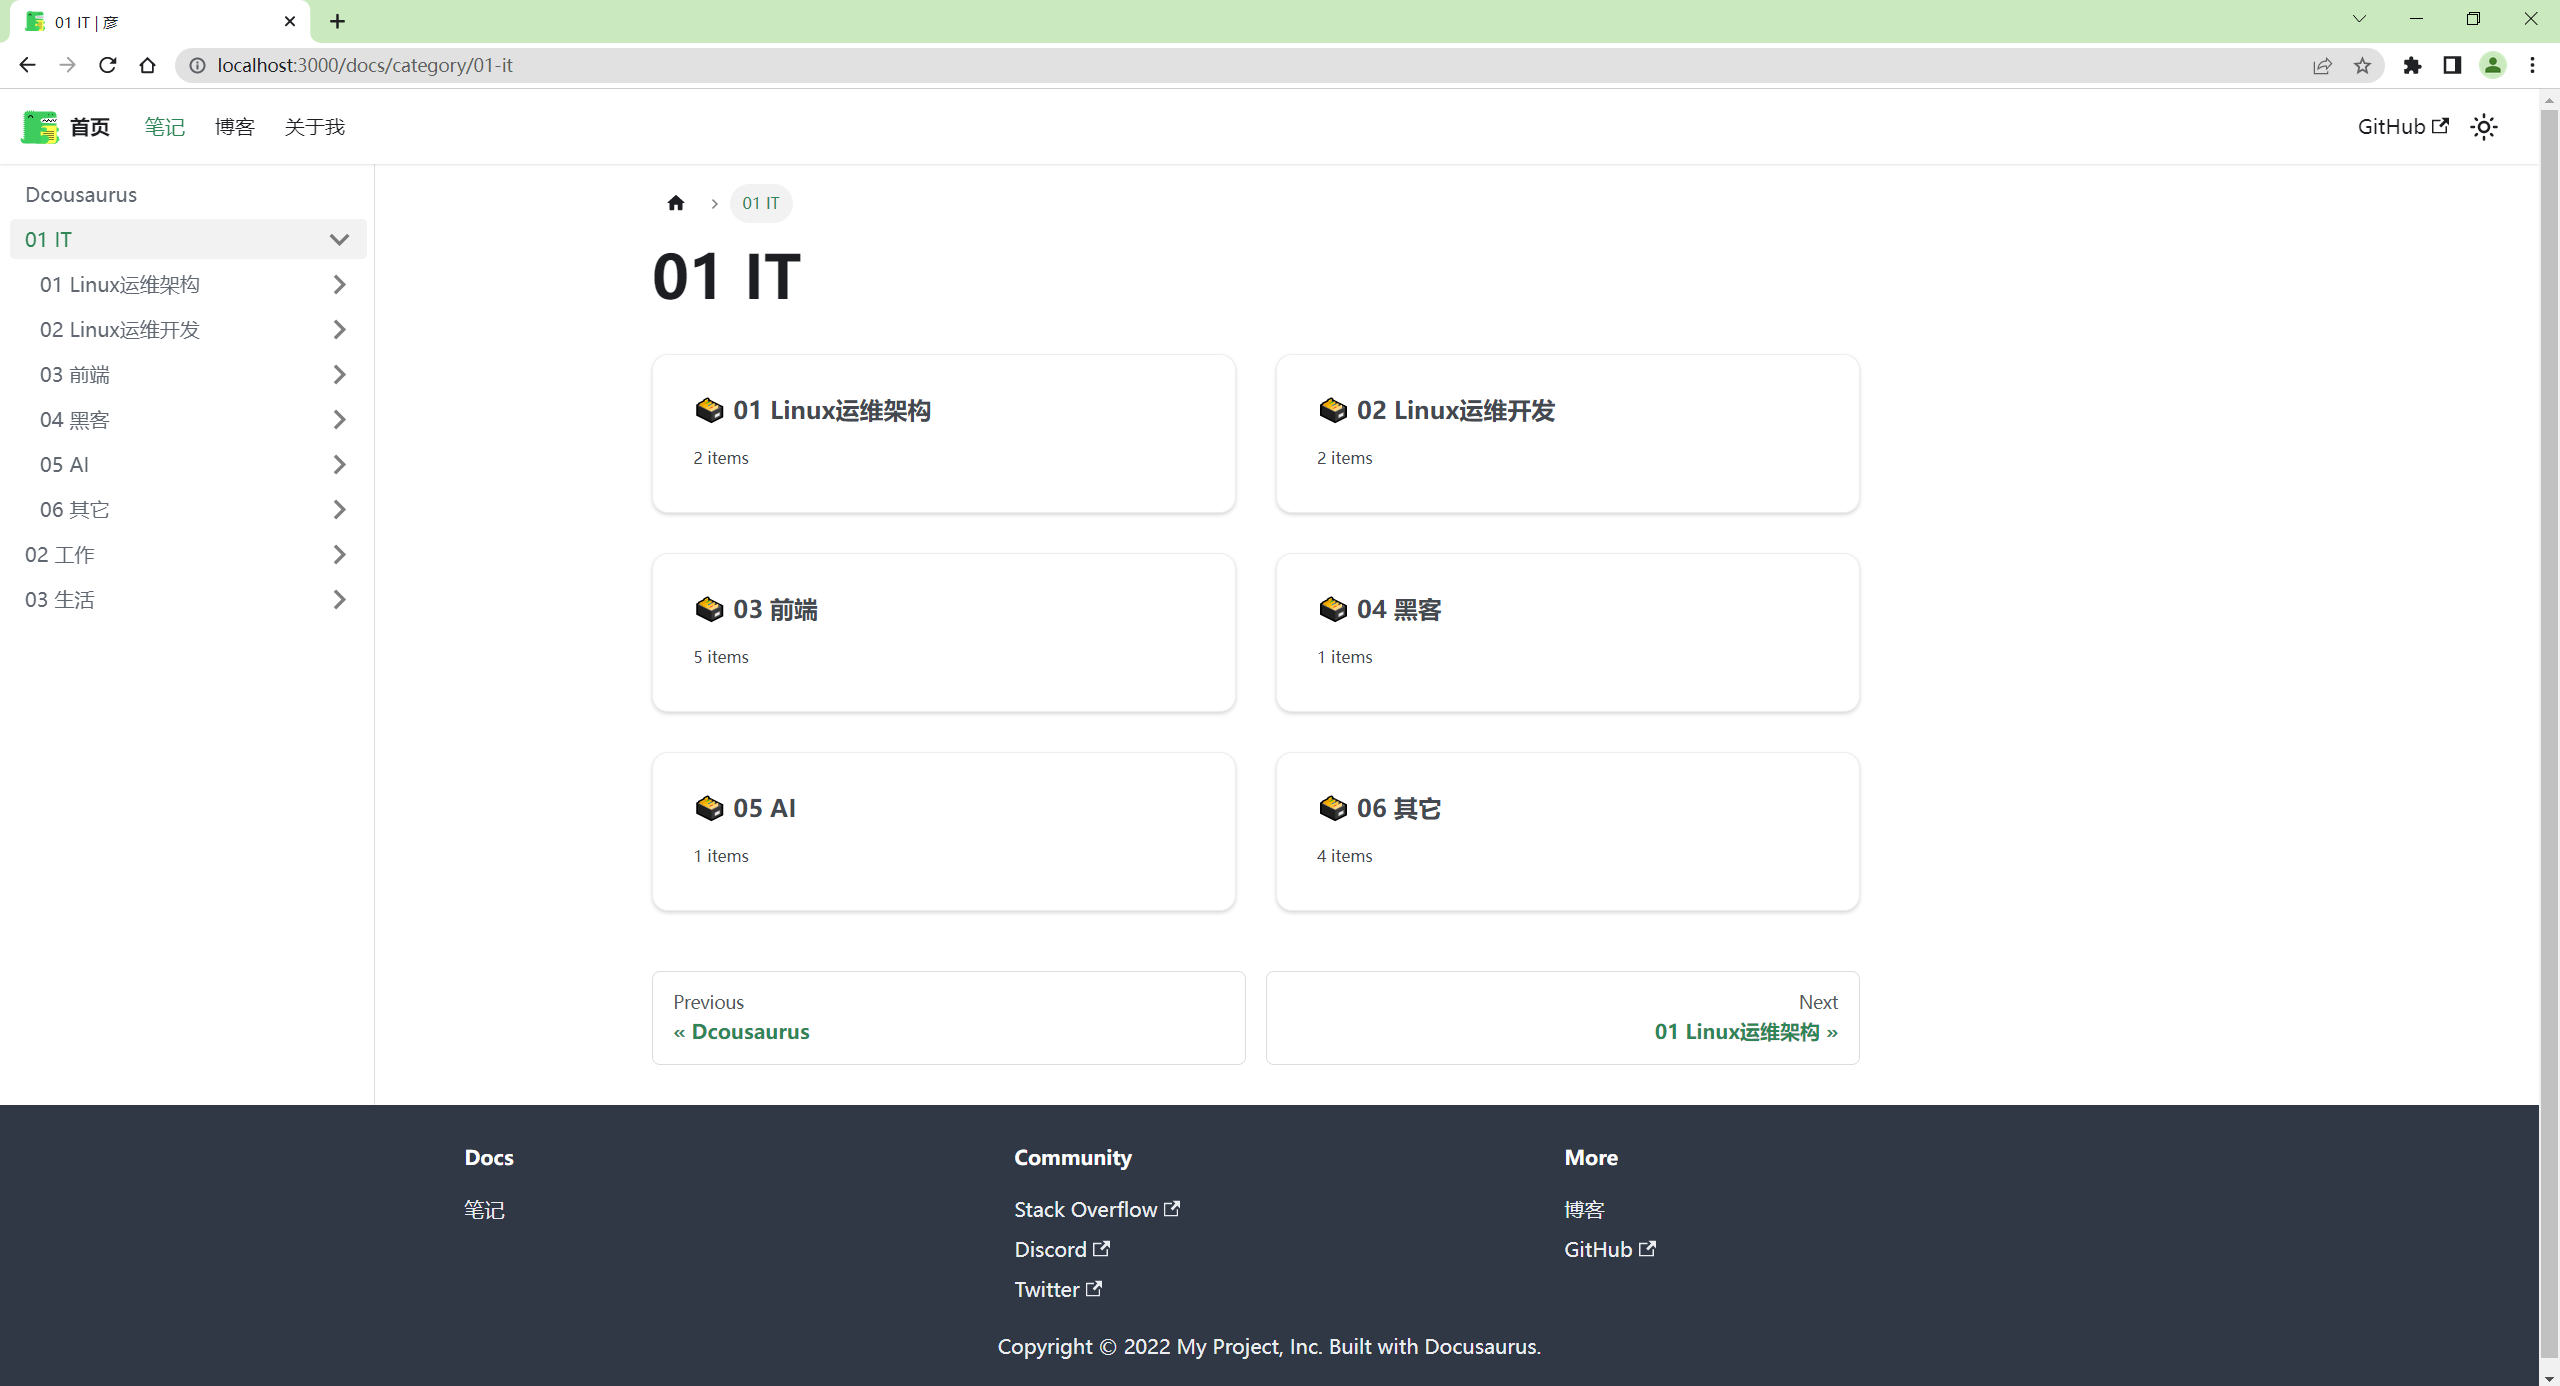 01 IT | 彦
localhost:3000/docs/category/01-it
首页 笔记 博客 关于我 GitHub
Dcousaurus
01 IT
01 Linux运维架构
02 Linux运维开发
03 前端
04 黑客
05 AI
06 其它
02 工作
03 生活
01 IT
01 IT
01 Linux运维架构
2 items
02 Linux运维开发
2 items
03 前端
5 items
04 黑客
1 items
05 AI
1 items
06 其它
4 items
Previous
« Dcousaurus
Next
01 Linux运维架构 »
Docs
笔记
Community
Stack Overflow
Discord
Twitter
More
博客
GitHub
Copyright © 2022 My Project, Inc. Built with Docusaurus.